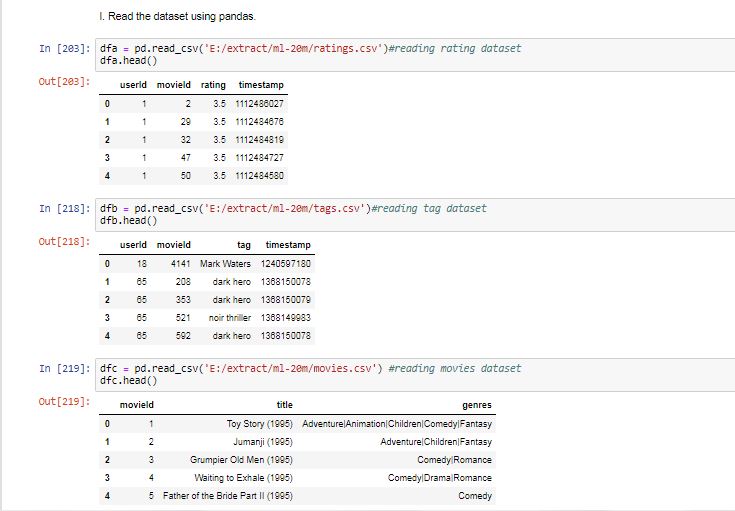 I. Read the dataset using pandas.
In [203]: dfa = pd.read_csv('E:/extract/ml-20m/ratings.csv')#reading rating dataset
dfa.head()
Out[203]:
userId movieId rating timestamp
0 1 2 3.5 1112486027
1 1 29 3.5 1112484676
2 1 32 3.5 1112484819
3 1 47 3.5 1112484727
4 1 50 3.5 1112484580
In [218]: dfb = pd.read_csv('E:/extract/ml-20m/tags.csv')#reading tag dataset
dfb.head()
Out[218]:
userId movieId tag timestamp
0 18 4141 Mark Waters 1240597180
1 65 208 dark hero 1368150078
2 65 353 dark hero 1368150079
3 65 521 noir thriller 1368149983
4 65 592 dark hero 1368150078
In [219]: dfc = pd.read_csv('E:/extract/ml-20m/movies.csv') #reading movies dataset
dfc.head()
Out[219]:
movieId title genres
0 1 Toy Story (1995) Adventure|Animation|Children|Comedy|Fantasy
1 2 Jumanji (1995) Adventure|Children|Fantasy
2 3 Grumpier Old Men (1995) Comedy|Romance
3 4 Waiting to Exhale (1995) Comedy|Drama|Romance
4 5 Father of the Bride Part II (1995) Comedy